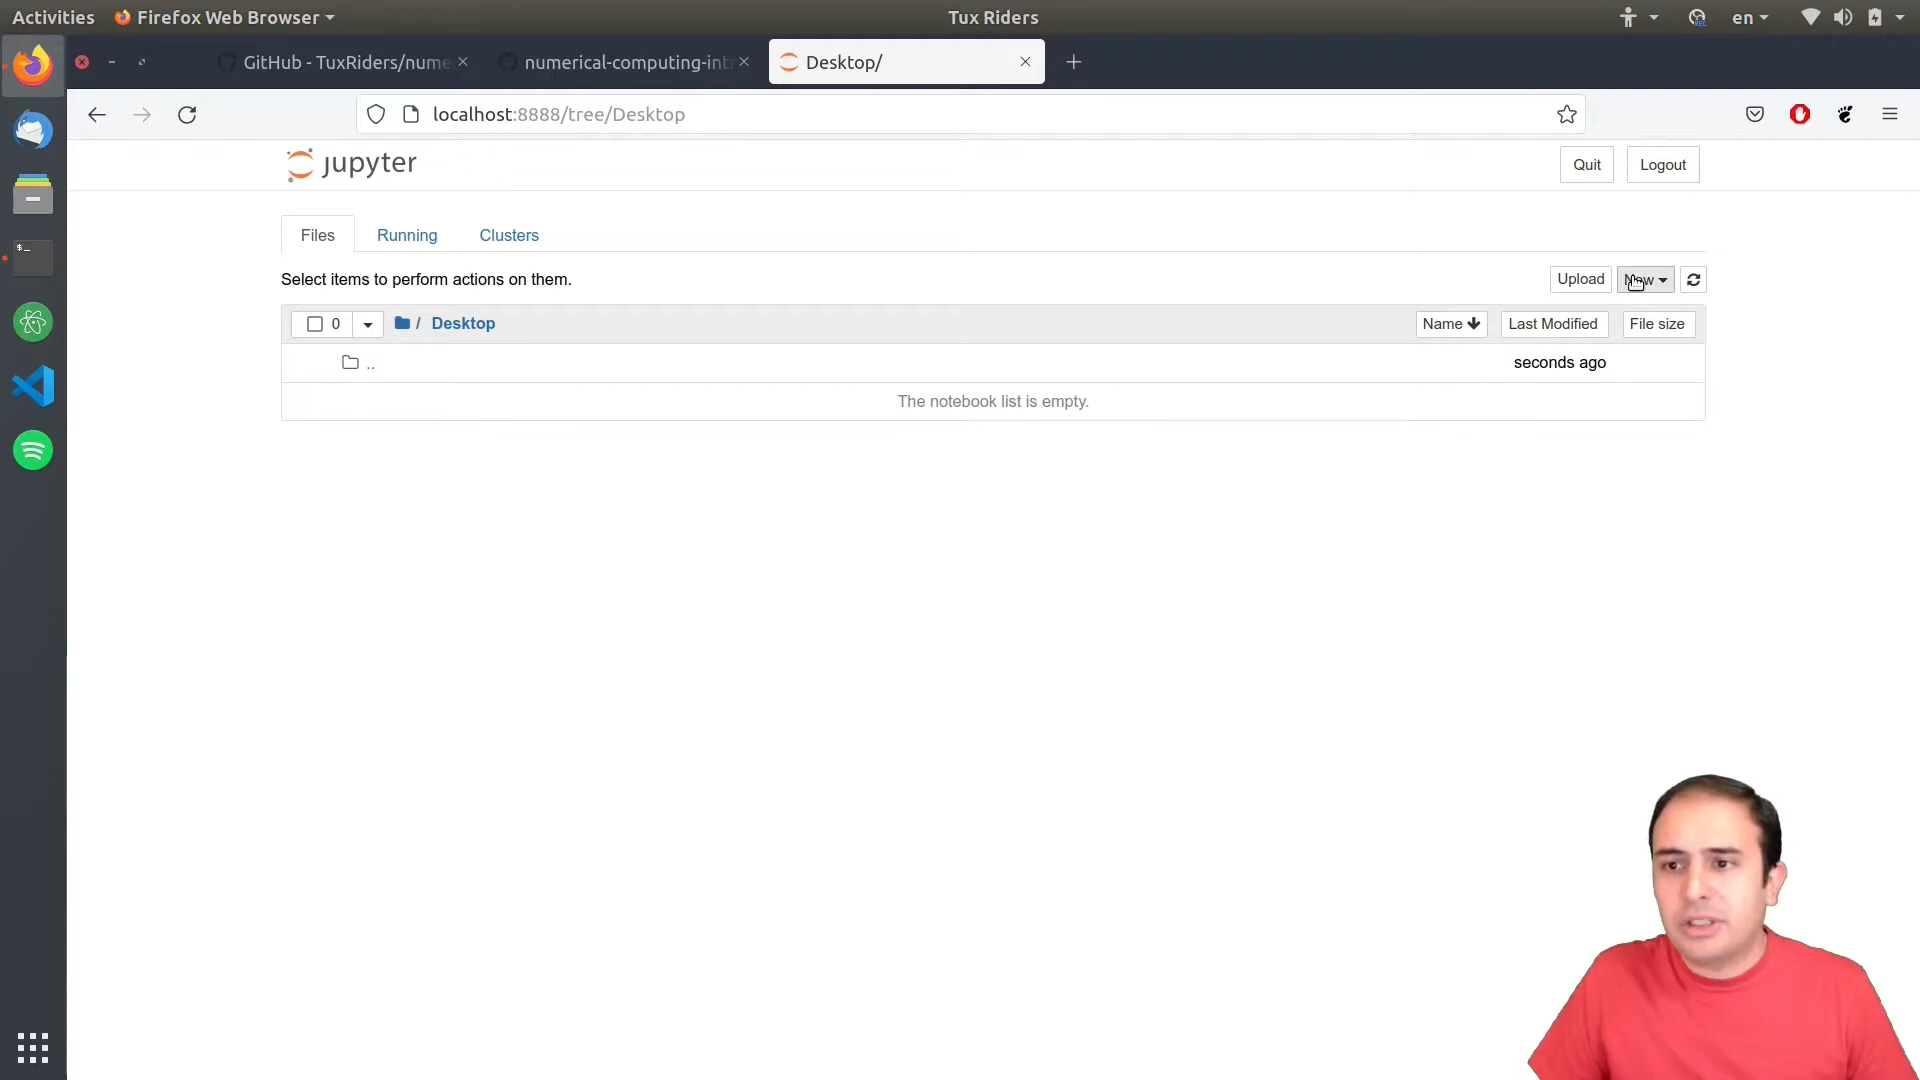 Activities Firefox Web Browser Tux Riders en
GitHub - TuxRiders/nume numerical-computing-int Desktop/
localhost:8888/tree/Desktop
jupyter Quit Logout
Files Running Clusters
Select items to perform actions on them. Upload New
0 / Desktop Name Last Modified File size
.. seconds ago
The notebook list is empty.